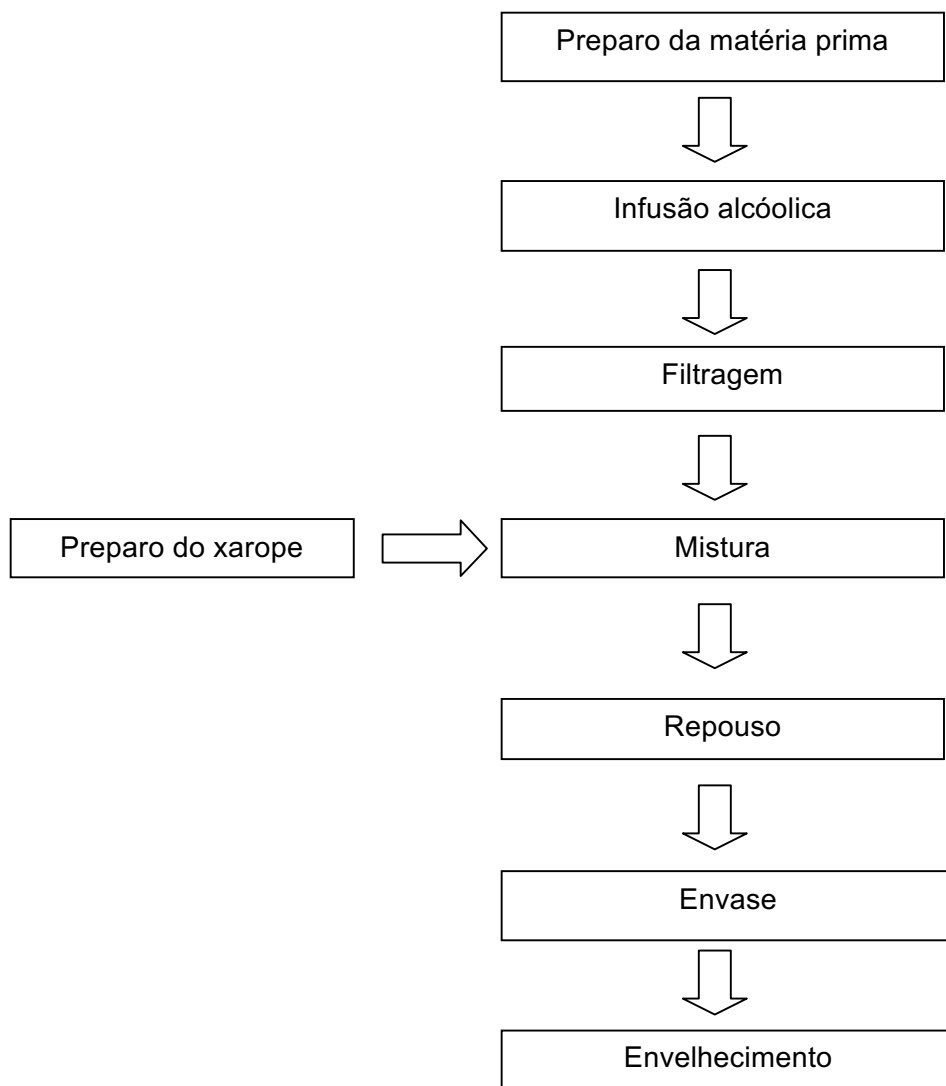 Preparo da matéria prima
Infusão alcóolica
Filtragem
Preparo do xarope
Mistura
Repouso
Envase
Envelhecimento